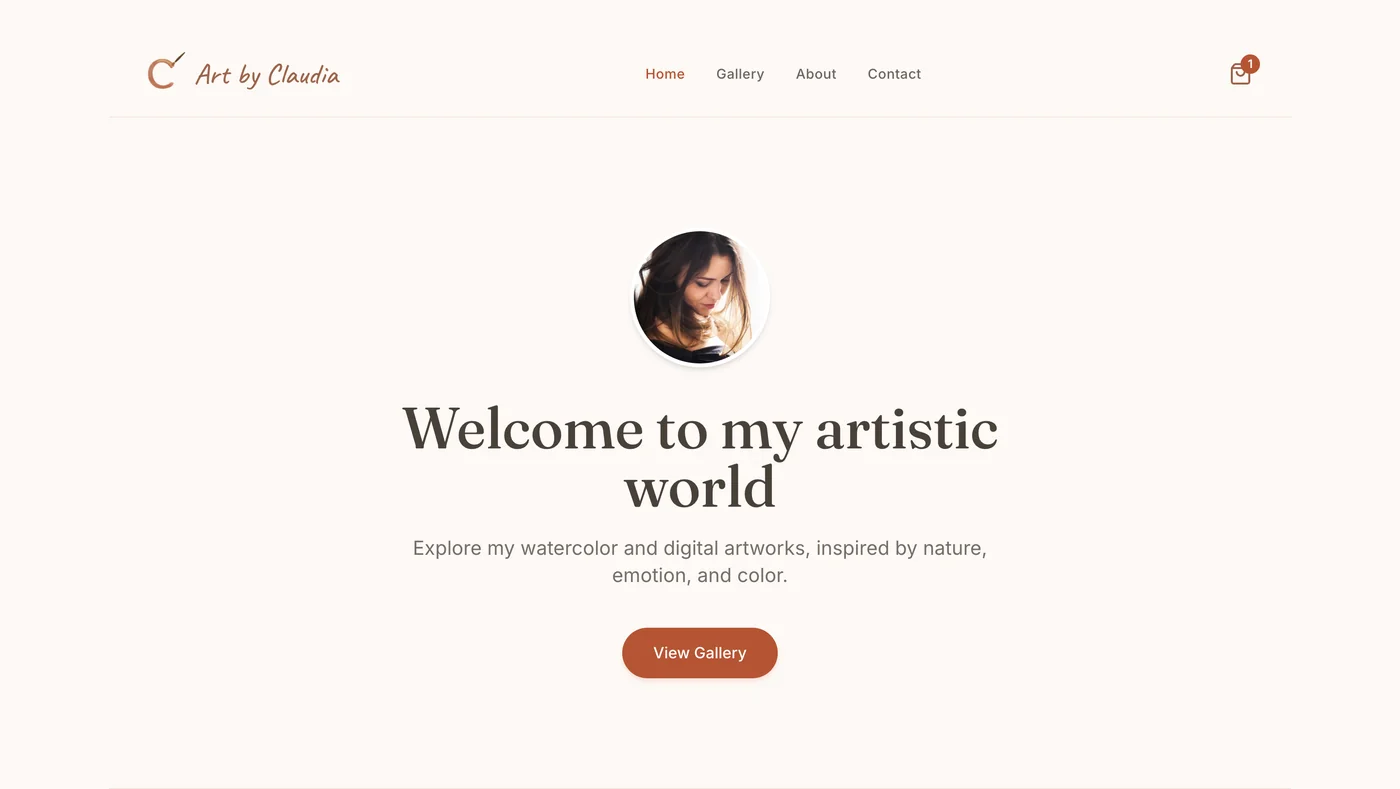 Art by Claudia
Home Gallery About Contact
1
Welcome to my artistic
world
Explore my watercolor and digital artworks, inspired by nature,
emotion, and color.
View Gallery